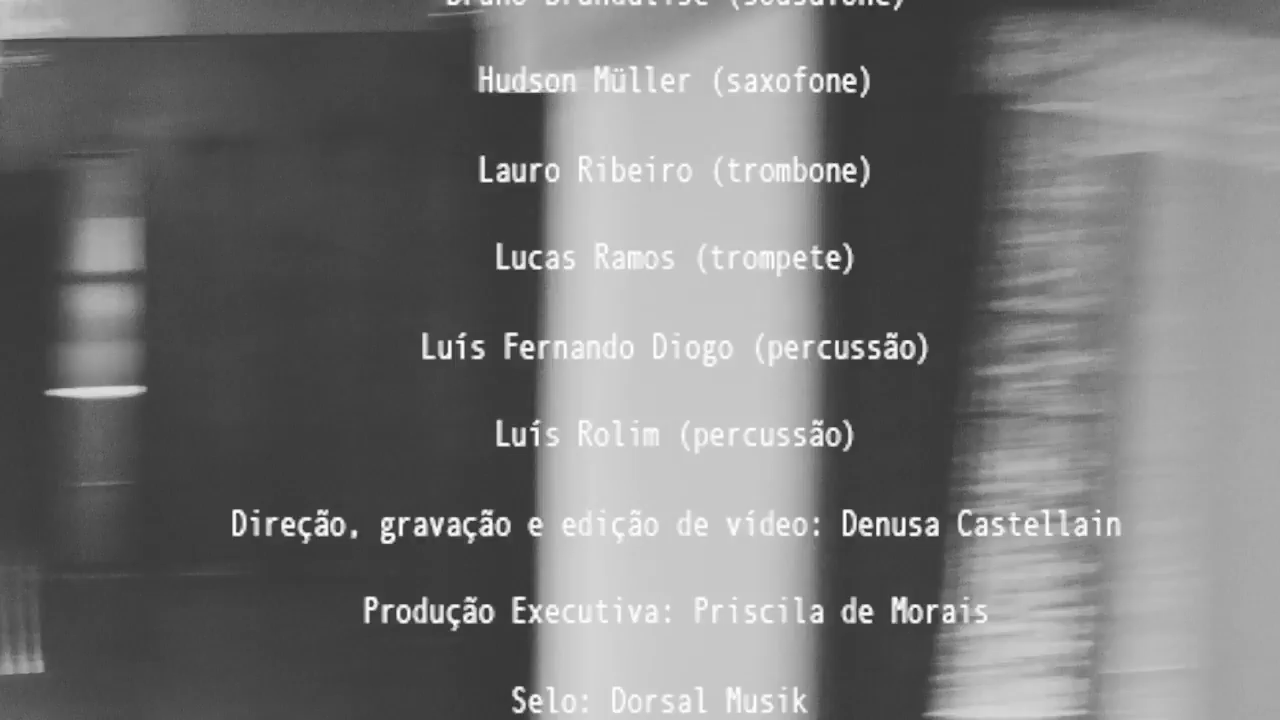 (sousafone)
Hudson Müller (saxofone)
Lauro Ribeiro (trombone)
Lucas Ramos (trompete)
Luís Fernando Diogo (percussão)
Luís Rolim (percussão)
Direção, gravação e edição de vídeo: Denusa Castellain
Produção Executiva: Priscila de Morais
Selo: Dorsal Musik